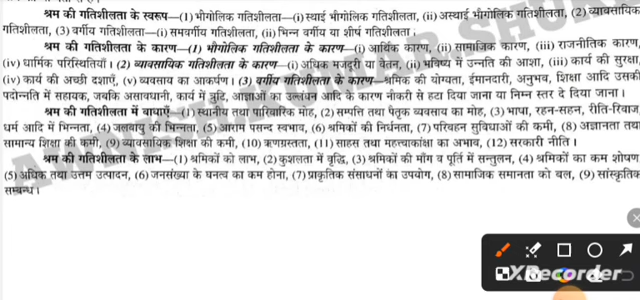 श्रम की गतिशीलता के स्वरूप—(1) भौगोलिक गतिशीलता—(i) स्थाई भौगोलिक गतिशीलता, (ii) अस्थाई भौगोलिक गतिशीलता, (2) व्यावसायिक
गतिशीलता, (3) वर्गीय गतिशीलता—(i) समवर्गीय गतिशीलता, (ii) भिन्न वर्गीय या शीर्ष गतिशीलता।
श्रम की गतिशीलता के कारण—(1) भौगोलिक गतिशीलता के कारण—(i) आर्थिक कारण, (ii) सामाजिक कारण, (iii) राजनीतिक कारण,
(iv) धार्मिक परिस्थितियाँ। (2) व्यावसायिक गतिशीलता के कारण—(i) अधिक मजदूरी या वेतन, (ii) भविष्य में उन्नति की आशा, (iii) कार्य की सुरक्षा,
(iv) कार्य की अच्छी दशाएँ, (v) व्यवसाय का आकर्षण। (3) वर्गीय गतिशीलता के कारण—श्रमिक की योग्यता, ईमानदारी, अनुभव, शिक्षा आदि उसकी
पदोन्नति में सहायक, जबकि असावधानी, कार्य में त्रुटि, आज्ञाओं का उल्लंघन आदि के कारण नौकरी से हटा दिया जाना या निम्न स्तर दे दिया जाना।
श्रम की गतिशीलता में बाधाएँ—(1) स्थानीय तथा पारिवारिक मोह, (2) सम्पत्ति तथा पैतृक व्यवसाय का मोह, (3) भाषा, रहन-सहन, रीति-रिवाज,
धर्म आदि में भिन्नता, (4) जलवायु की भिन्नता, (5) आराम पसन्द स्वभाव, (6) श्रमिकों की निर्धनता, (7) परिवहन सुविधाओं की कमी, (8) अज्ञानता तथा
सामान्य शिक्षा की कमी, (9) व्यावसायिक शिक्षा की कमी, (10) ऋणग्रस्तता, (11) साहस तथा महत्त्वाकांक्षा का अभाव, (12) सरकारी नीति।
श्रम की गतिशीलता के लाभ—(1) श्रमिकों को लाभ, (2) कुशलता में वृद्धि, (3) श्रमिकों की माँग व पूर्ति में सन्तुलन, (4) श्रमिकों का कम शोषण,
(5) अधिक तथा उत्तम उत्पादन, (6) जनसंख्या के घनत्व का कम होना, (7) प्राकृतिक संसाधनों का उपयोग, (8) सामाजिक समानता को बल, (9) सांस्कृतिक
सम्बन्ध।
XRecorder